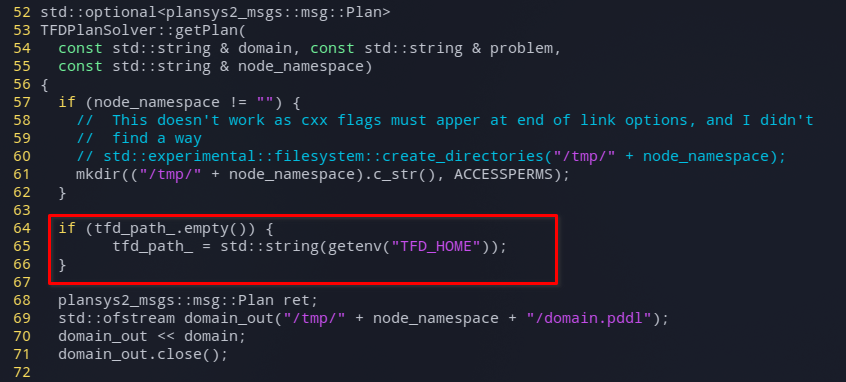 52 std::optional<plansys2_msgs::msg::Plan>
53 TFDPlanSolver::getPlan(
54   const std::string & domain, const std::string & problem,
55   const std::string & node_namespace)
56 {
57   if (node_namespace != "") {
58     //  This doesn't work as cxx flags must apper at end of link options, and I didn't
59     //  find a way
60     // std::experimental::filesystem::create_directories("/tmp/" + node_namespace);
61     mkdir(("/tmp/" + node_namespace).c_str(), ACCESSPERMS);
62   }
63
64   if (tfd_path_.empty()) {
65         tfd_path_ = std::string(getenv("TFD_HOME"));
66   }
67
68   plansys2_msgs::msg::Plan ret;
69   std::ofstream domain_out("/tmp/" + node_namespace + "/domain.pddl");
70   domain_out << domain;
71   domain_out.close();
72